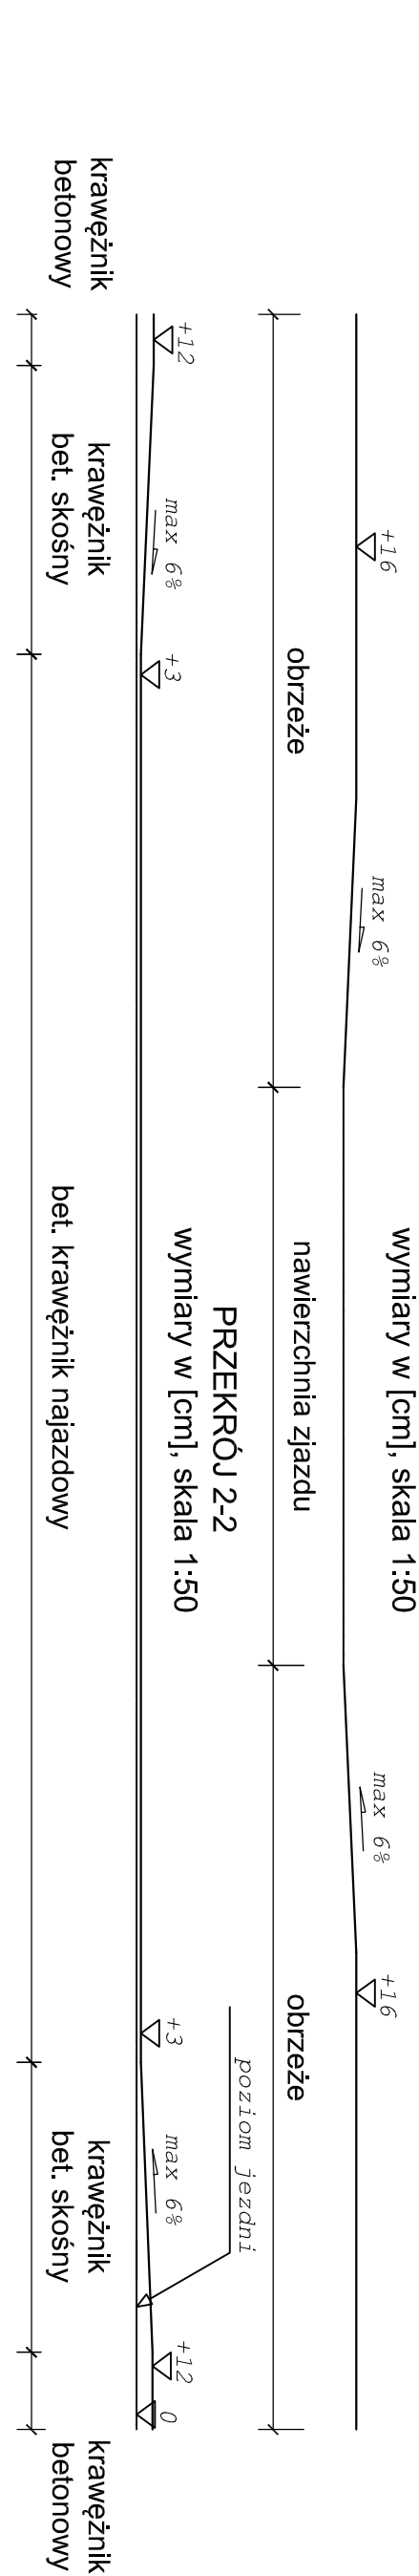 wymiary w [cm], skala 1:50
+16
max 6%
max 6%
+16
obrzeże
nawierzchnia zjazdu
obrzeże
PRZEKRÓJ 2-2
wymiary w [cm], skala 1:50
poziom jezdni
+12
max 6%
+3
+3
max 6%
+12
0
krawężnik
betonowy
krawężnik
bet. skośny
bet. krawężnik najazdowy
krawężnik
bet. skośny
krawężnik
betonowy